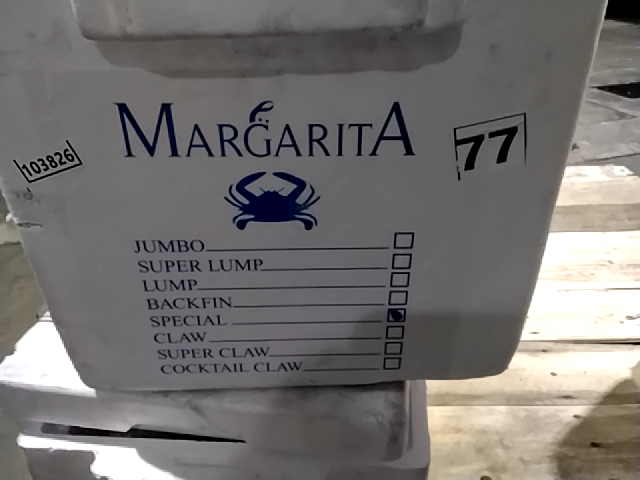 MARGARITA
103826
77
JUMBO
SUPER LUMP
LUMP
BACKFIN
SPECIAL
CLAW
SUPER CLAW
COCKTAIL CLAW